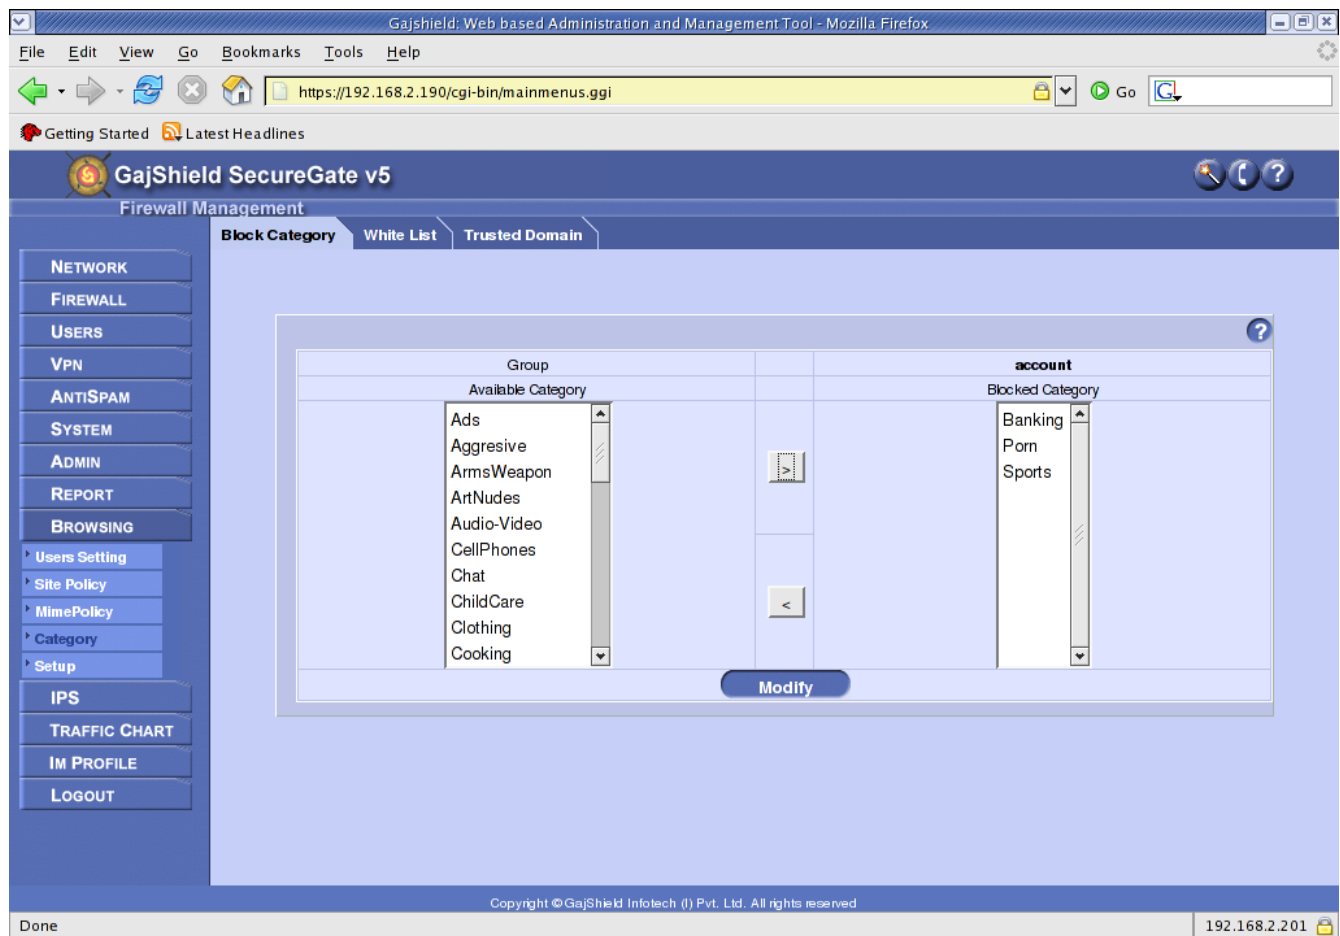 Gajshield: Web based Administration and Management Tool - Mozilla Firefox
File Edit View Go Bookmarks Tools Help
https://192.168.2.190/cgi-bin/mainmenus.ggi Go G
Getting Started Latest Headlines
GajShield SecureGate v5 ?
Firewall Management
Block Category White List Trusted Domain
NETWORK
FIREWALL
USERS
VPN
ANTISPAM
SYSTEM
ADMIN
REPORT
BROWSING
Users Setting
Site Policy
MimePolicy
Category
Setup
IPS
TRAFFIC CHART
IM PROFILE
LOGOUT
?
Group account
Available Category Blocked Category
Ads
Aggresive
ArmsWeapon
ArtNudes
Audio-Video
CellPhones
Chat
ChildCare
Clothing
Cooking
>
<
Banking
Porn
Sports
Modify
Copyright © GajShield Infotech (I) Pvt. Ltd. All rights reserved
Done 192.168.2.201